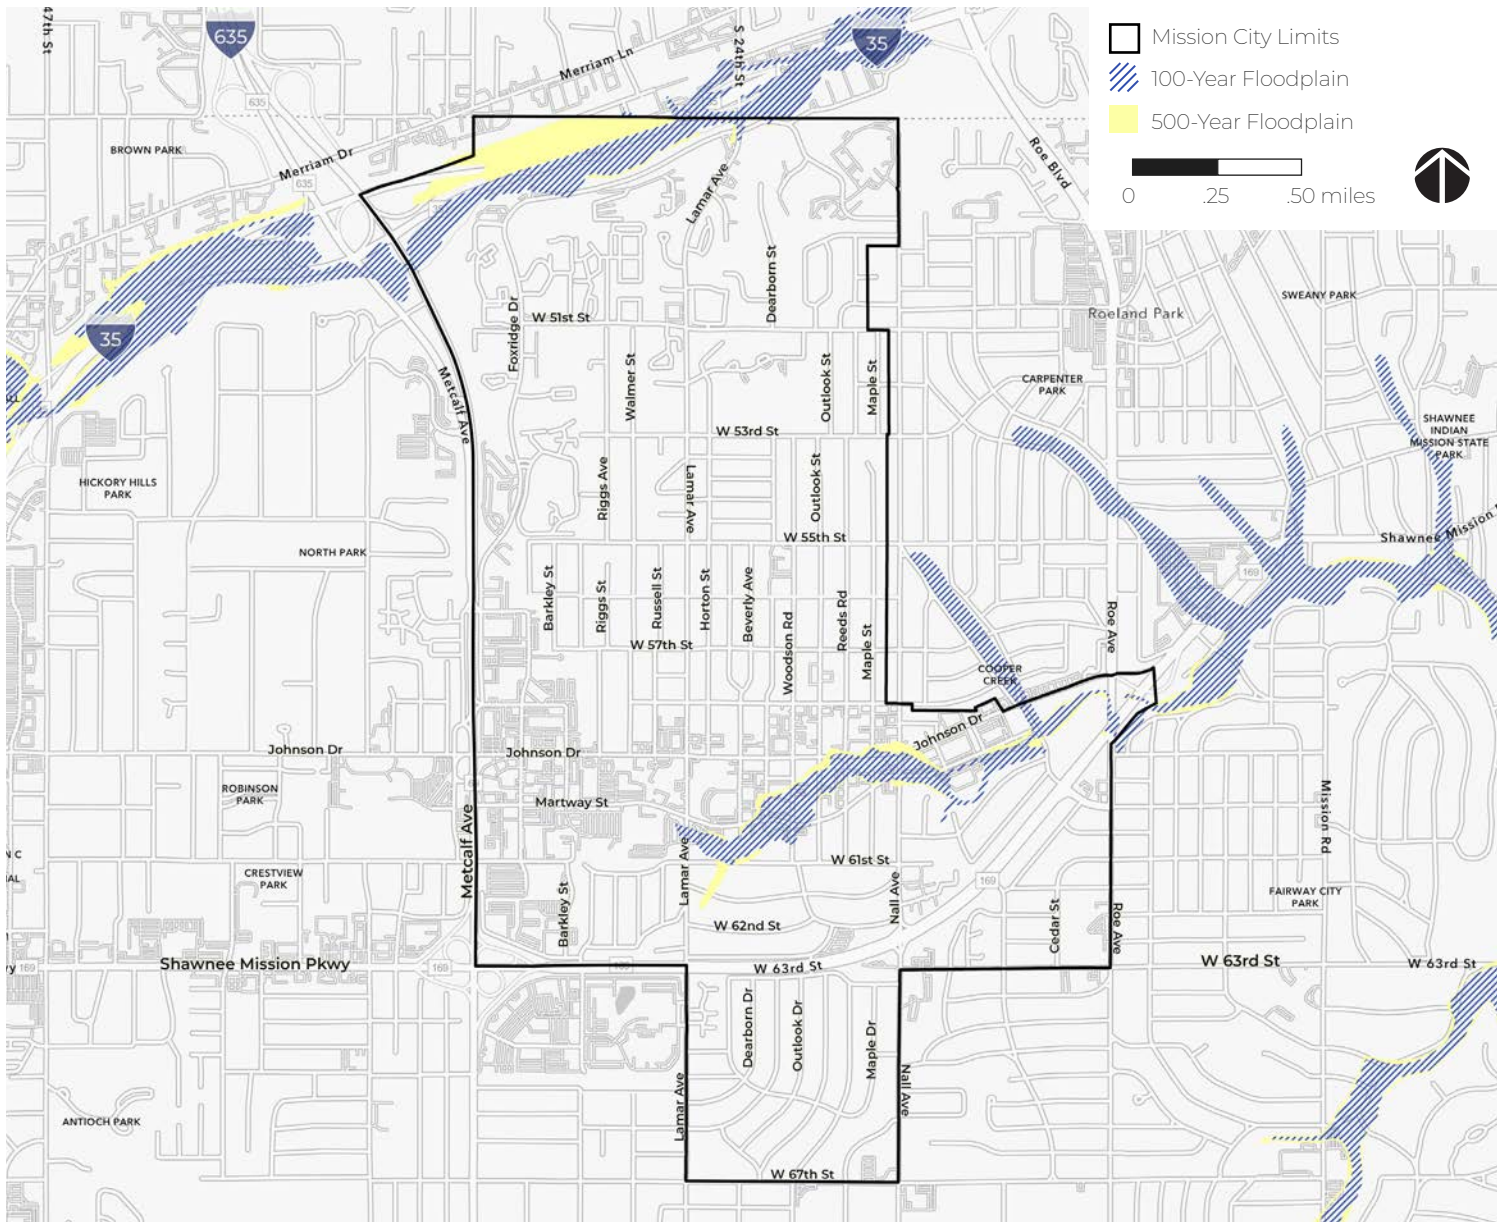 Mission City Limits
100-Year Floodplain
500-Year Floodplain
0 .25 .50 miles
47th St
635
S 24th St
35
Merriam Ln
635
BROWN PARK
Merriam Dr
635
Roe Blvd
Lamar Ave
Dearborn St
SWEANY PARK
Roeland Park
Foxridge Dr
W 51st St
35
Metcalf Ave
Walmer St
Outlook St
Maple St
CARPENTER
PARK
SHAWNEE
INDIAN
MISSION STATE
PARK
W 53rd St
HICKORY HILLS
PARK
Riggs Ave
Lamar Ave
Outlook St
W 55th St
Shawnee Mission
NORTH PARK
169
Barkley St
Riggs St
Russell St
Horton St
Beverly Ave
Woodson Rd
Reeds Rd
Maple St
Roe Ave
W 57th St
COOPER
CREEK
Johnson Dr
Johnson Dr
Johnson Dr
ROBINSON
PARK
Martway St
Mission Rd
Metcalf Ave
CRESTVIEW
PARK
Lamar Ave
W 61st St
169
Barkley St
Nall Ave
FAIRWAY CITY
PARK
W 62nd St
Cedar St
Roe Ave
169
Shawnee Mission Pkwy
169
W 63rd St
W 63rd St
W 63rd St
Dearborn Dr
Outlook Dr
Maple Dr
Lamar Ave
Nall Ave
ANTIOCH PARK
W 67th St